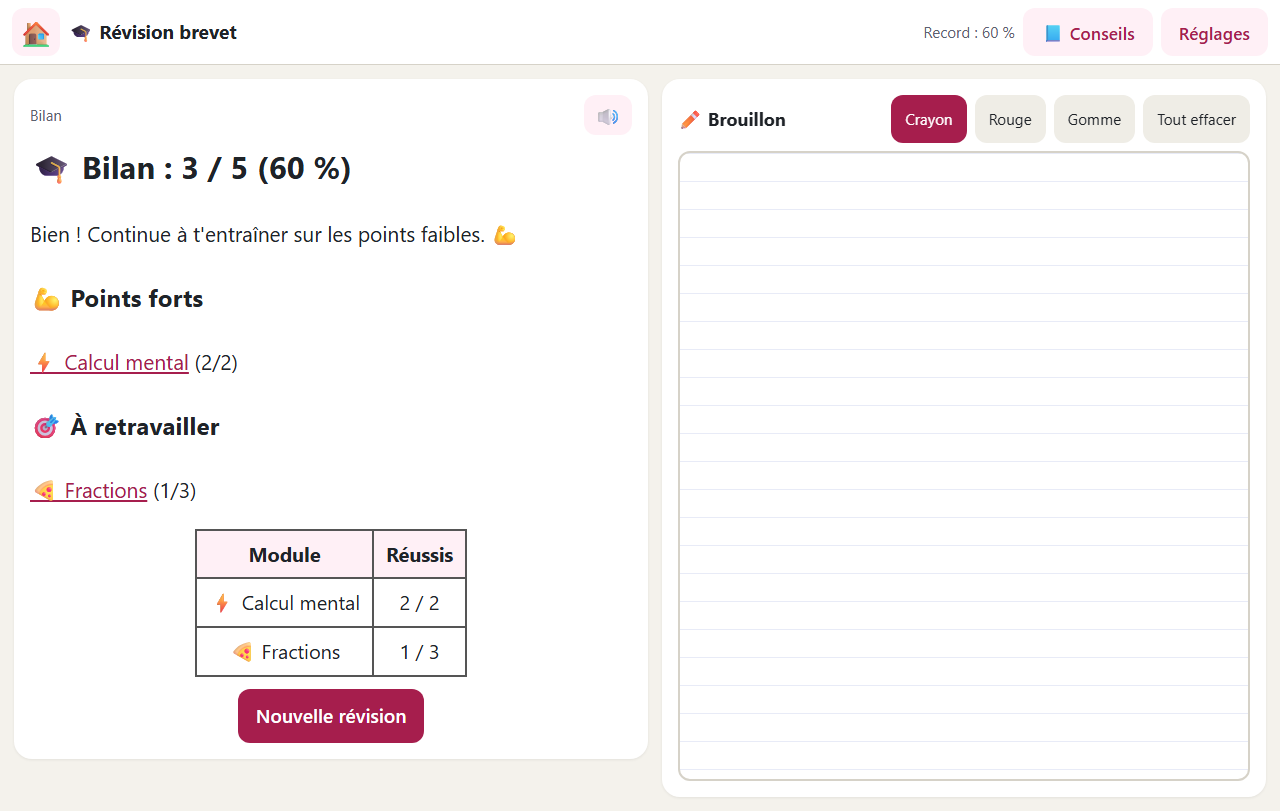 Révision brevet
Record : 60 %
Conseils
Réglages
Bilan
Bilan : 3 / 5 (60 %)
Bien ! Continue à t'entraîner sur les points faibles.
Points forts
Calcul mental (2/2)
À retravailler
Fractions (1/3)
Module Réussis
Calcul mental 2 / 2
Fractions 1 / 3
Nouvelle révision
Brouillon
Crayon
Rouge
Gomme
Tout effacer